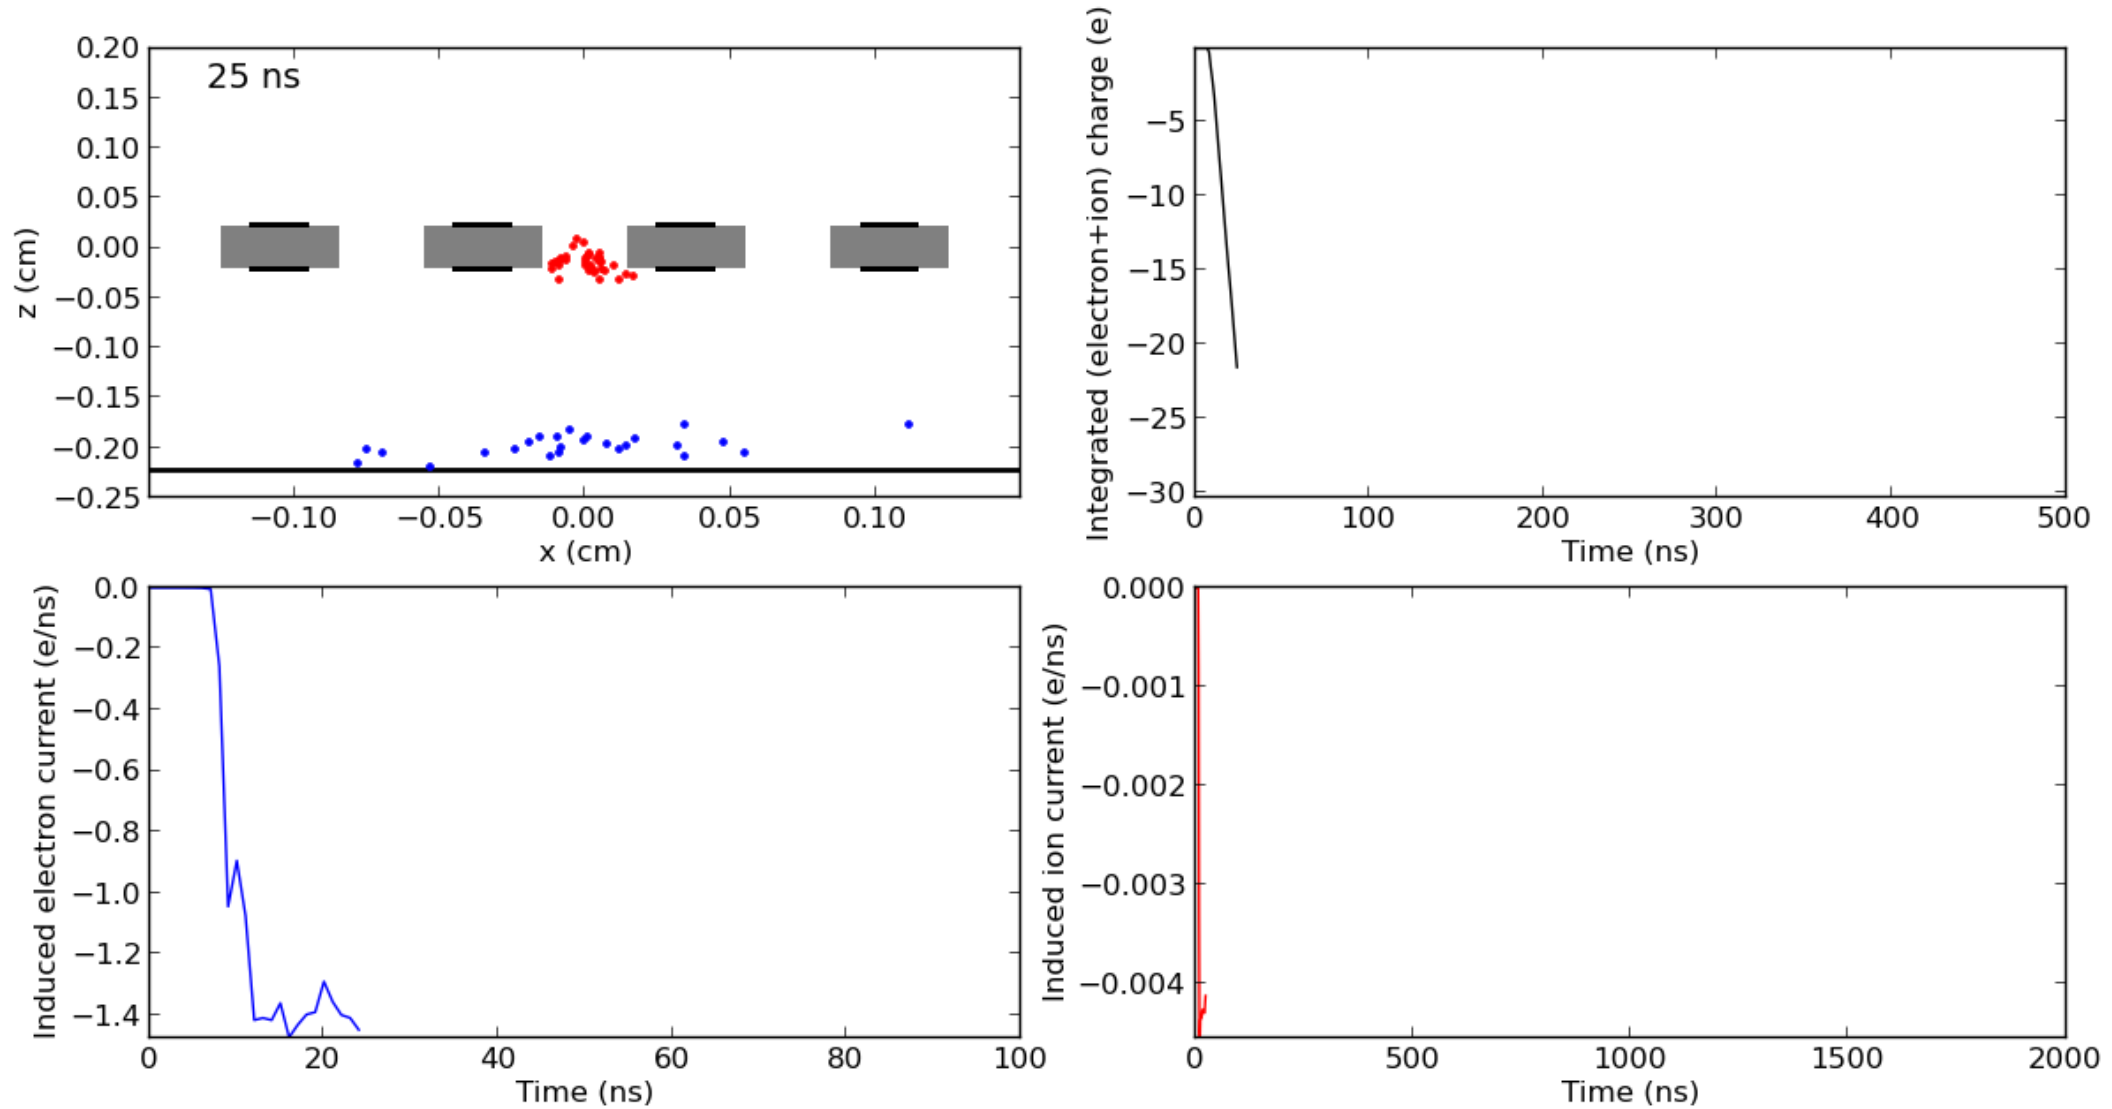 25 ns
0.20
0.15
0.10
0.05
0.00
−0.05
−0.10
−0.15
−0.20
−0.25
z (cm)
−0.10 −0.05 0.00 0.05 0.10
x (cm)
Integrated (electron+ion) charge (e)
−5
−10
−15
−20
−25
−30
0 100 200 300 400 500
Time (ns)
Induced electron current (e/ns)
0.0
−0.2
−0.4
−0.6
−0.8
−1.0
−1.2
−1.4
0 20 40 60 80 100
Time (ns)
Induced ion current (e/ns)
0.000
−0.001
−0.002
−0.003
−0.004
0 500 1000 1500 2000
Time (ns)